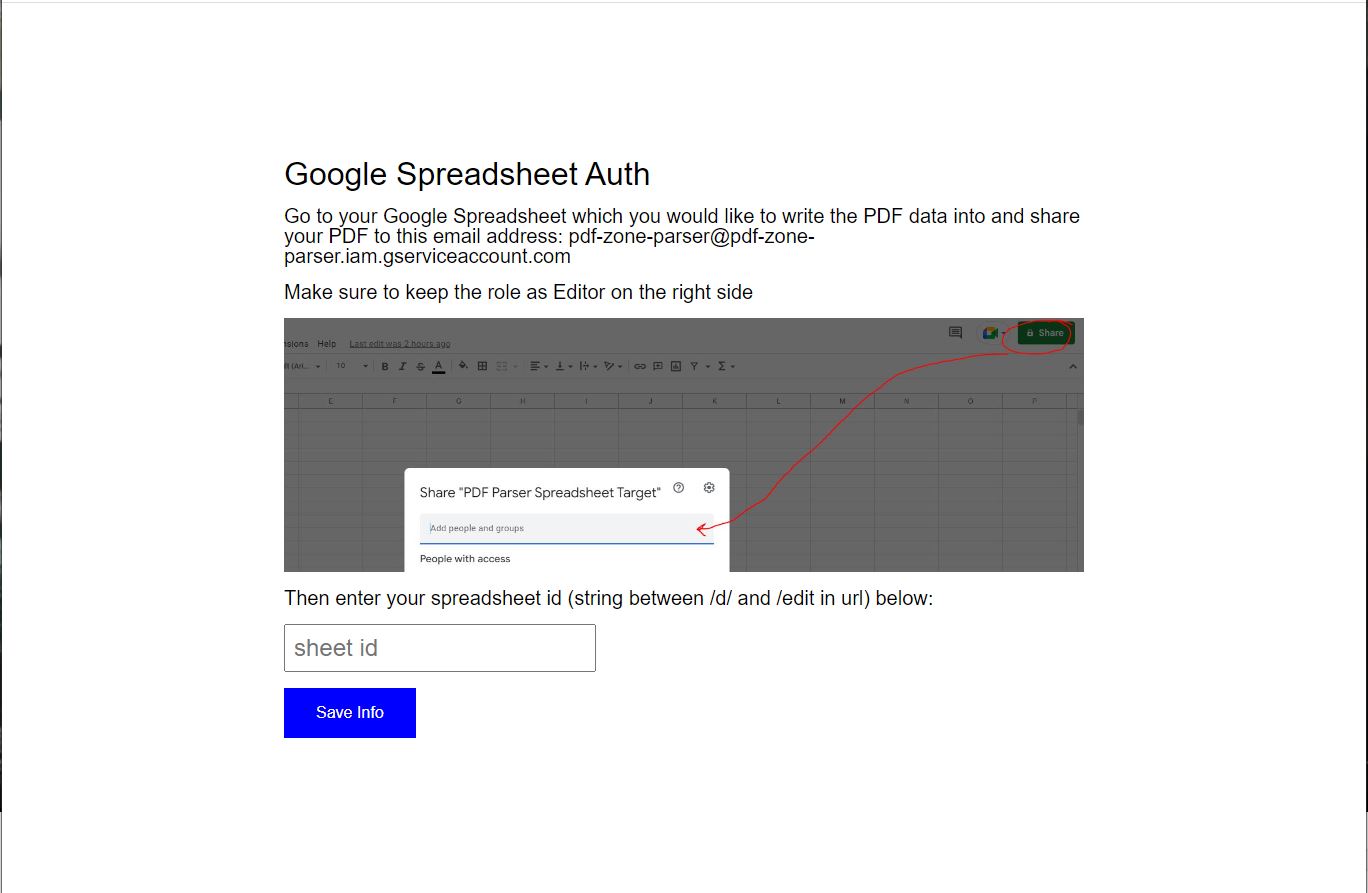 Google Spreadsheet Auth
Go to your Google Spreadsheet which you would like to write the PDF data into and share
your PDF to this email address: pdf-zone-parser@pdf-zone-
parser.iam.gserviceaccount.com
Make sure to keep the role as Editor on the right side
Share
nsions Help Last edit was 2 hours ago
lt (Ari... 10 B I S A
E F G H I J K L M N O P
Share "PDF Parser Spreadsheet Target"
Add people and groups
People with access
Then enter your spreadsheet id (string between /d/ and /edit in url) below:
sheet id
Save Info